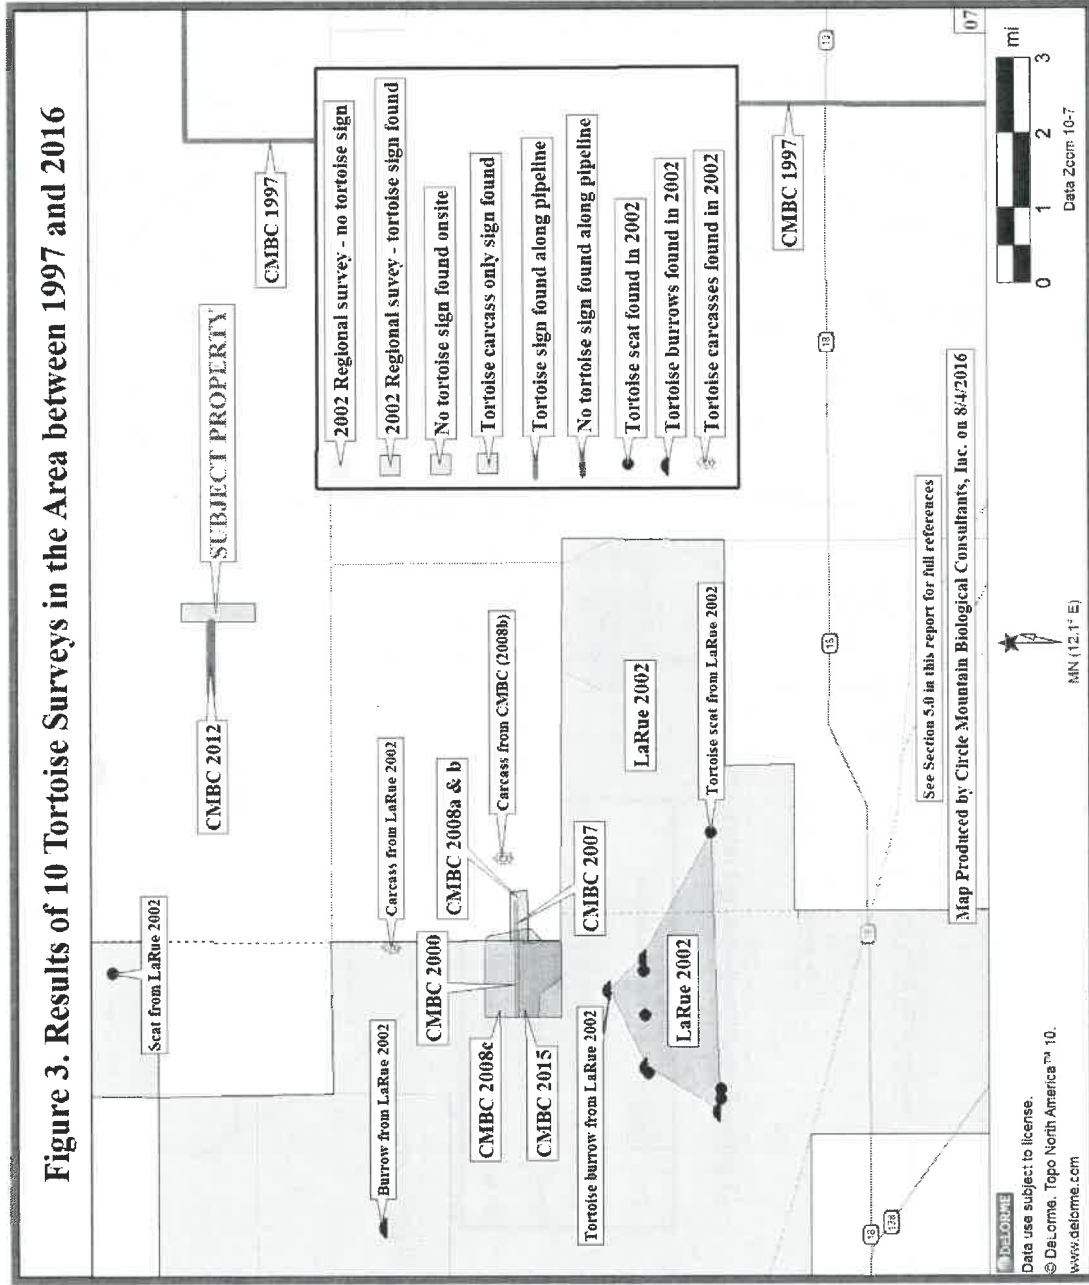 Figure 3. Results of 10 Tortoise Surveys in the Area between 1997 and 2016
Scat from LaRue 2002
CMBC 2012
SUBJECT PROPERTY
CMBC 1997
Burrow from LaRue 2002
Carcass from LaRue 2002
CMBC 2000
CMBC 2008a & b
CMBC 2008c
Carcass from CMBC (2008b)
CMBC 2015
CMBC 2007
Tortoise burrow from LaRue 2002
LaRue 2002
LaRue 2002
Tortoise scat from LaRue 2002
2002 Regional survey - no tortoise sign
2002 Regional suvey - tortoise sign found
No tortoise sign found onsite
Tortoise carcass only sign found
Tortoise sign found along pipeline
No tortoise sign found along pipeline
Tortoise scat found in 2002
Tortoise burrows found in 2002
Tortoise carcasses found in 2002
CMBC 1997
18
18
18
138
See Section 5.0 in this report for full references
Map Produced by Circle Mountain Biological Consultants, Inc. on 8/4/2016
07
DELORME
Data use subject to license.
© DeLorme. Topo North America™ 10.
www.delorme.com
MN (12.1° E)
mi
0 1 2 3
Data Zoom 10-7